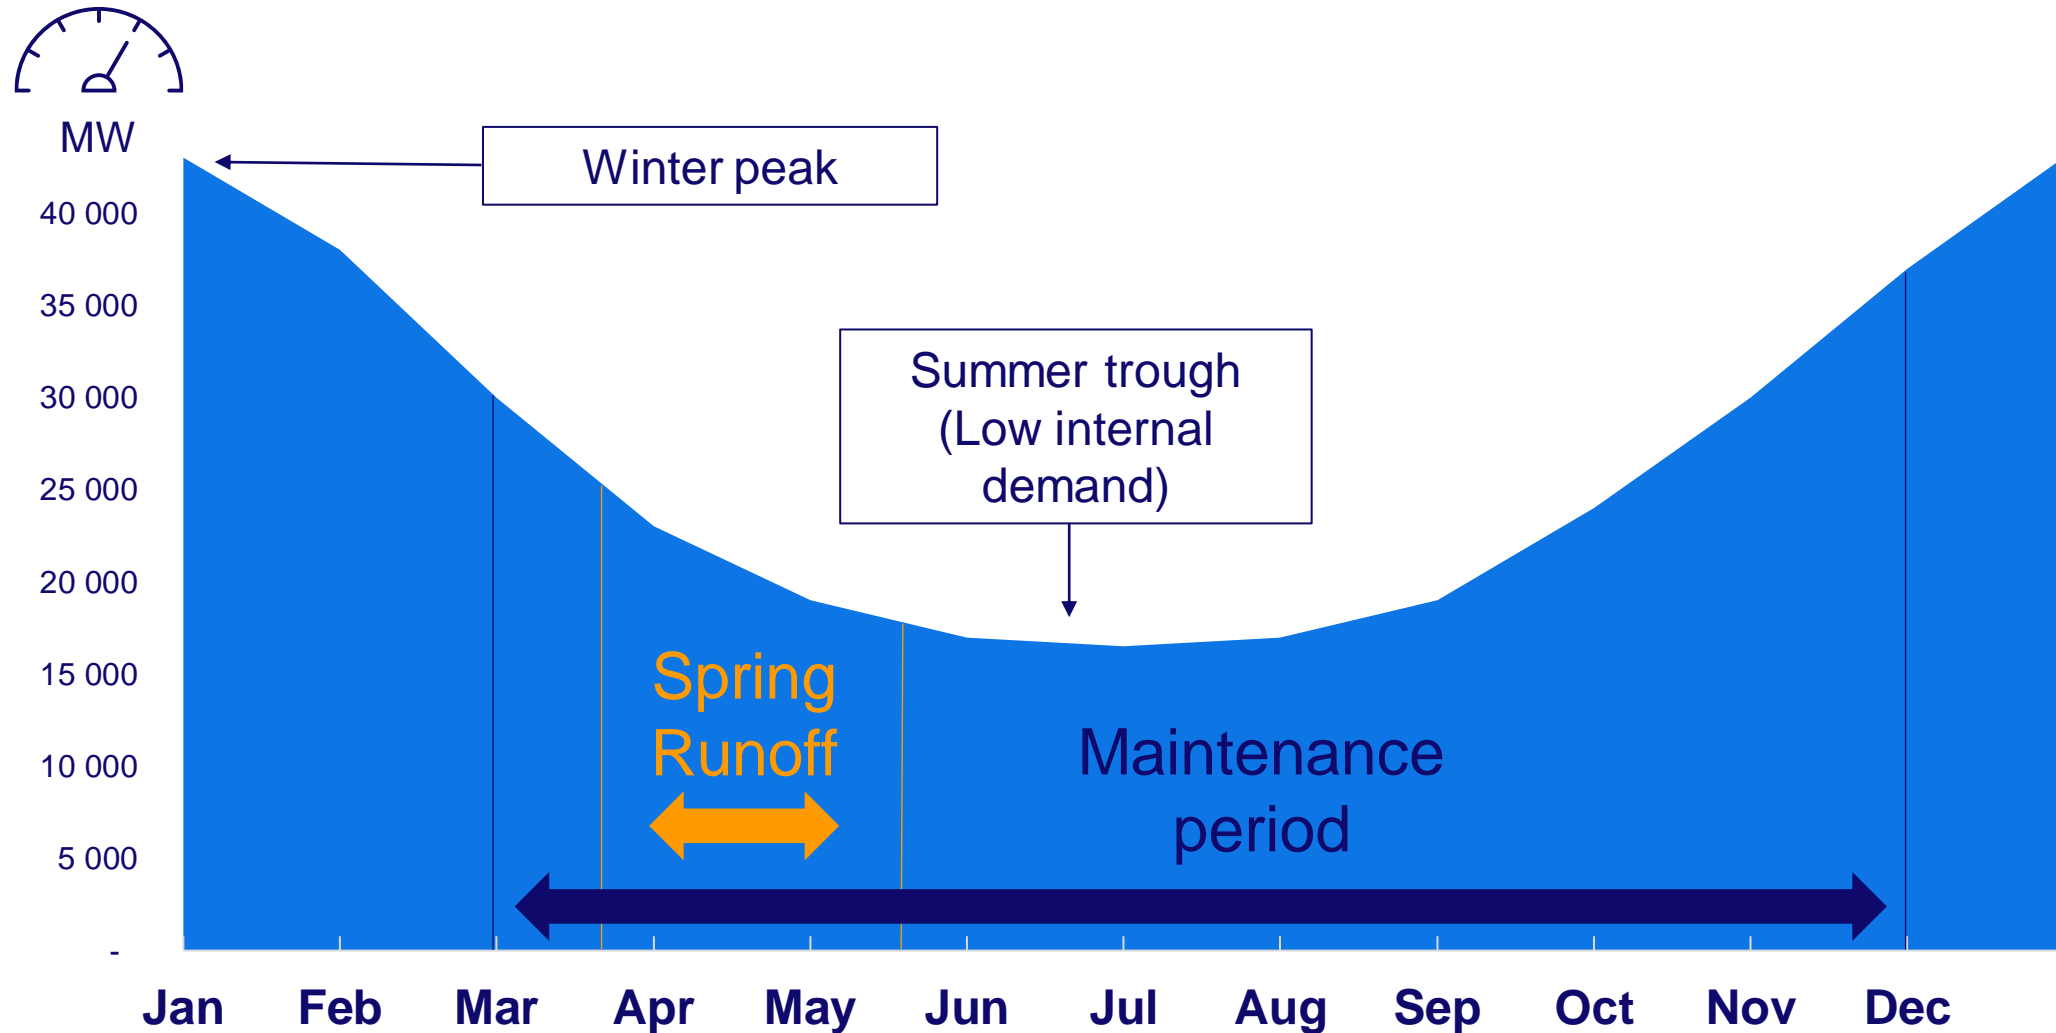 MW
Winter peak
40 000
35 000
30 000
25 000
20 000
15 000
10 000
5 000
-
Summer trough
(Low internal
demand)
Spring
Runoff
Maintenance
period
Jan Feb Mar Apr May Jun Jul Aug Sep Oct Nov Dec